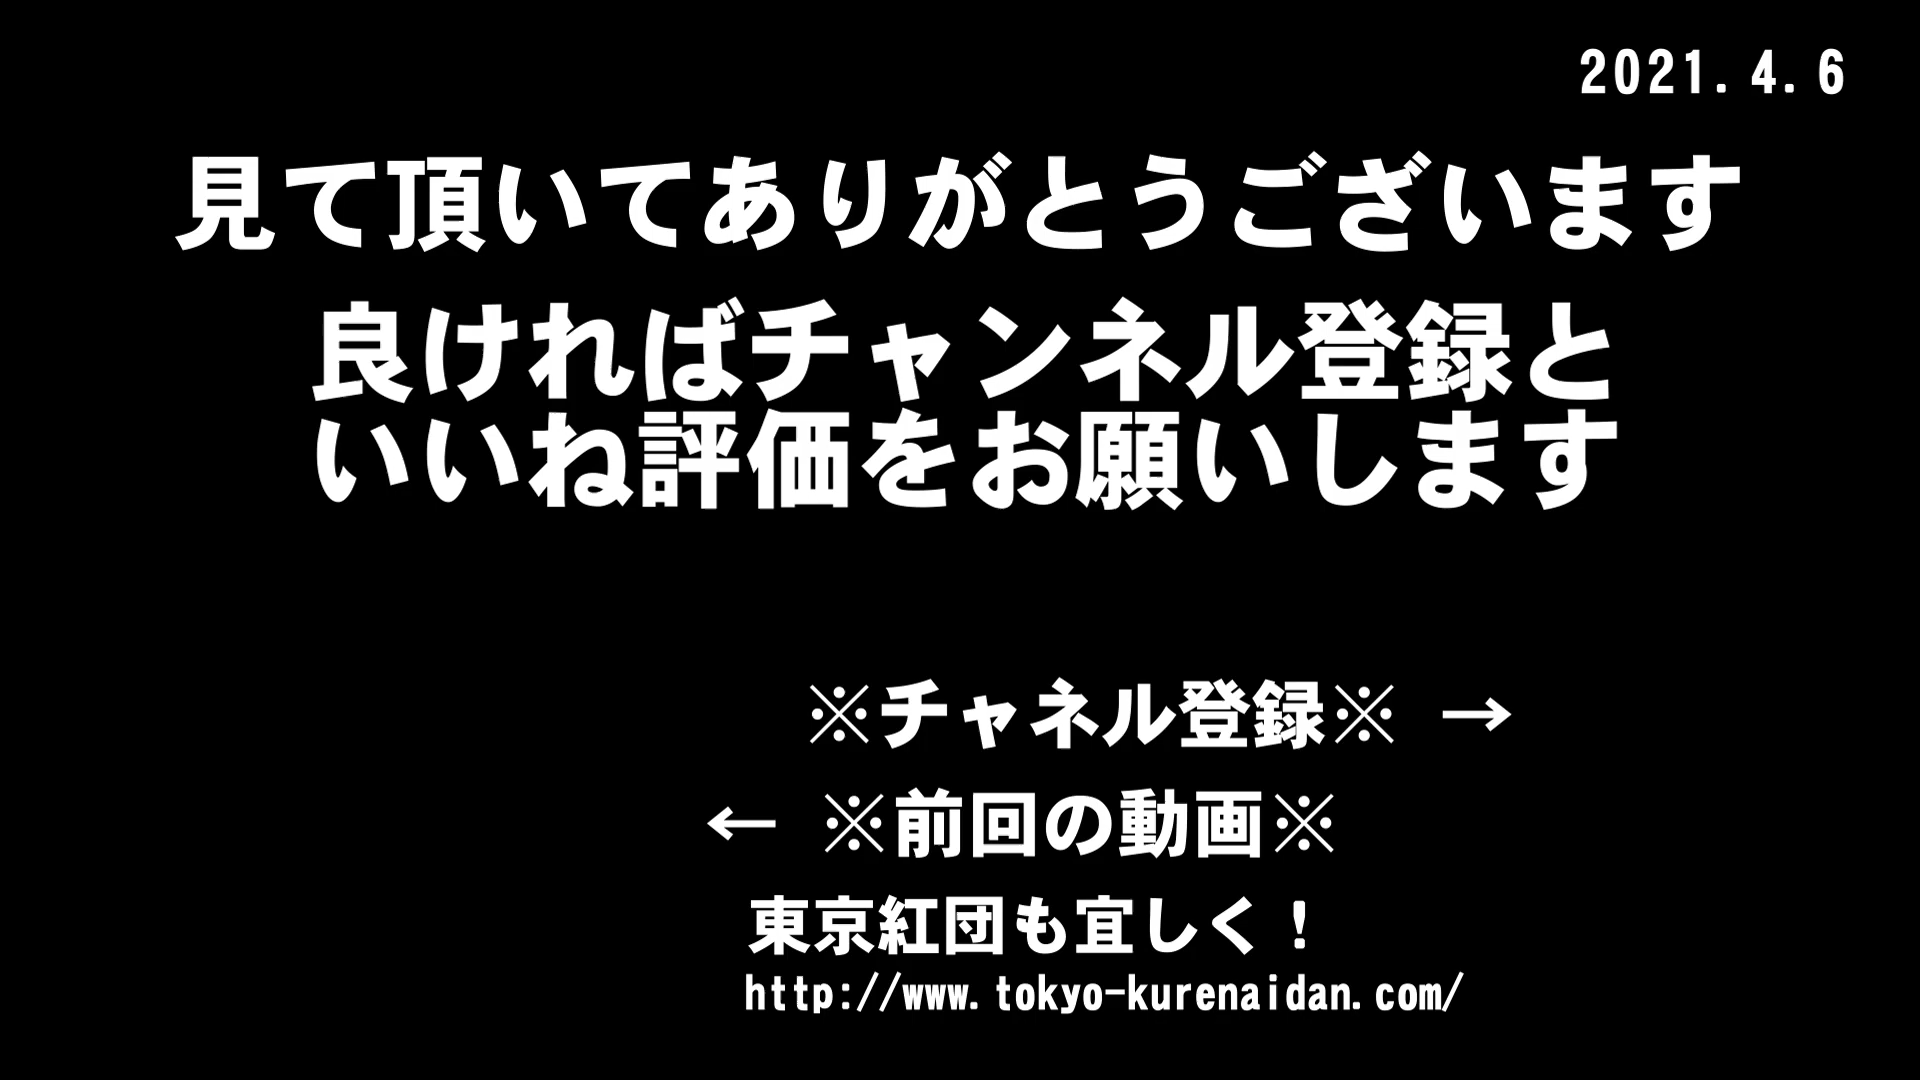 2021.4.6
見て頂いてありがとうございます
良ければチャンネル登録と
いいね評価をお願いします
※チャネル登録※ →
← ※前回の動画※
東京紅団も宜しく！
http://www.tokyo-kurenaidan.com/